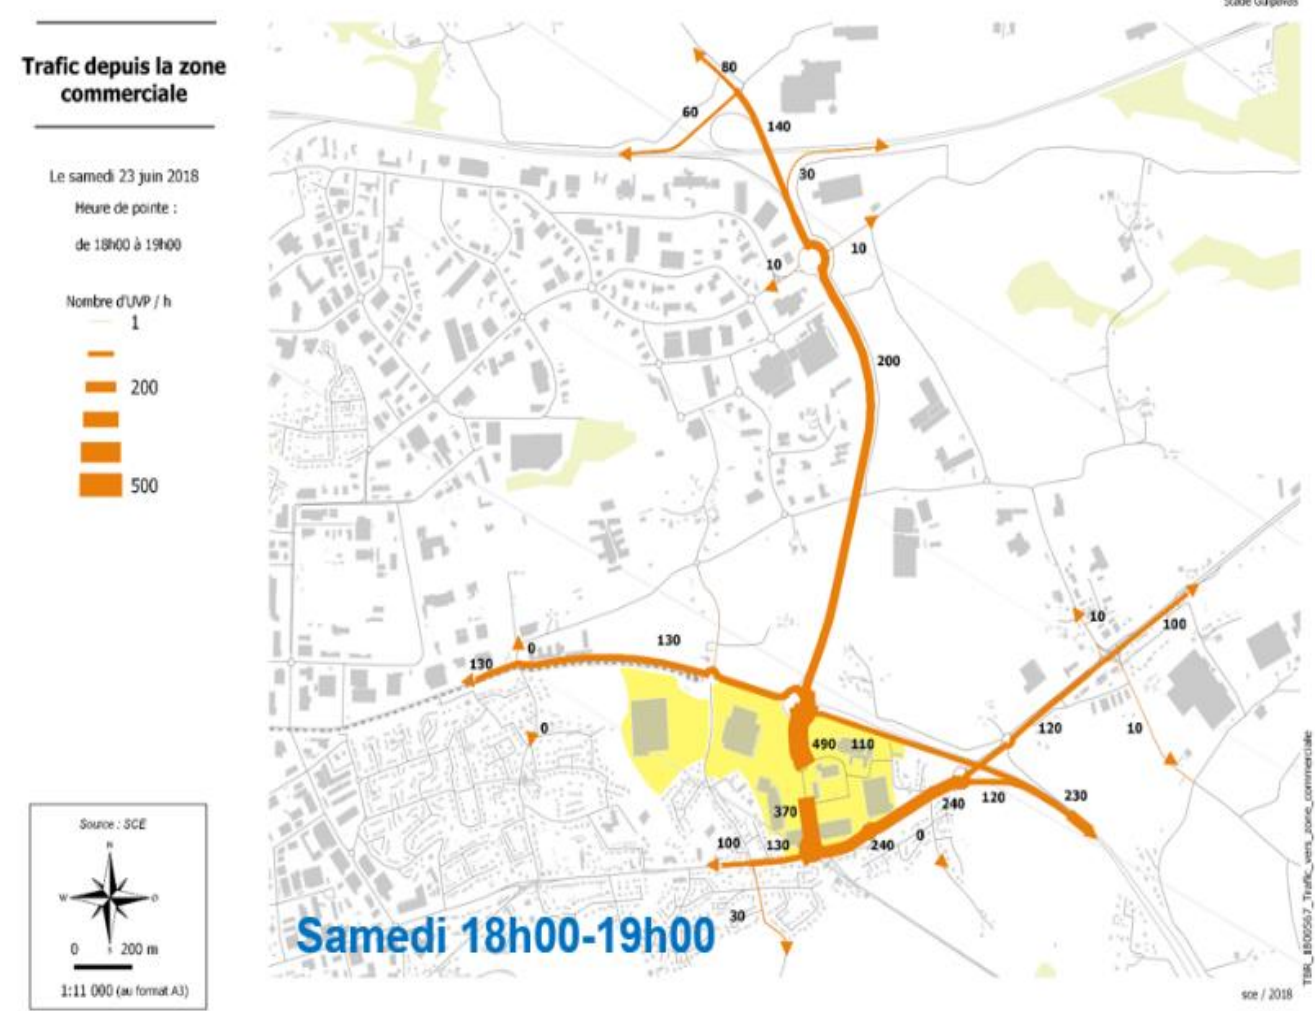 Stade Guipavas
Trafic depuis la zone
commerciale
Le samedi 23 juin 2018
Heure de pointe :
de 18h00 à 19h00
Nombre d'UVP / h
1
200
500
80
60
140
30
10
10
200
130
0
130
0
10
100
120
10
490
110
370
240
120
230
100
130
240
0
30
Samedi 18h00-19h00
Source : SCE
N
W
O
S
0
200 m
1:11 000 (au format A3)
sce / 2018